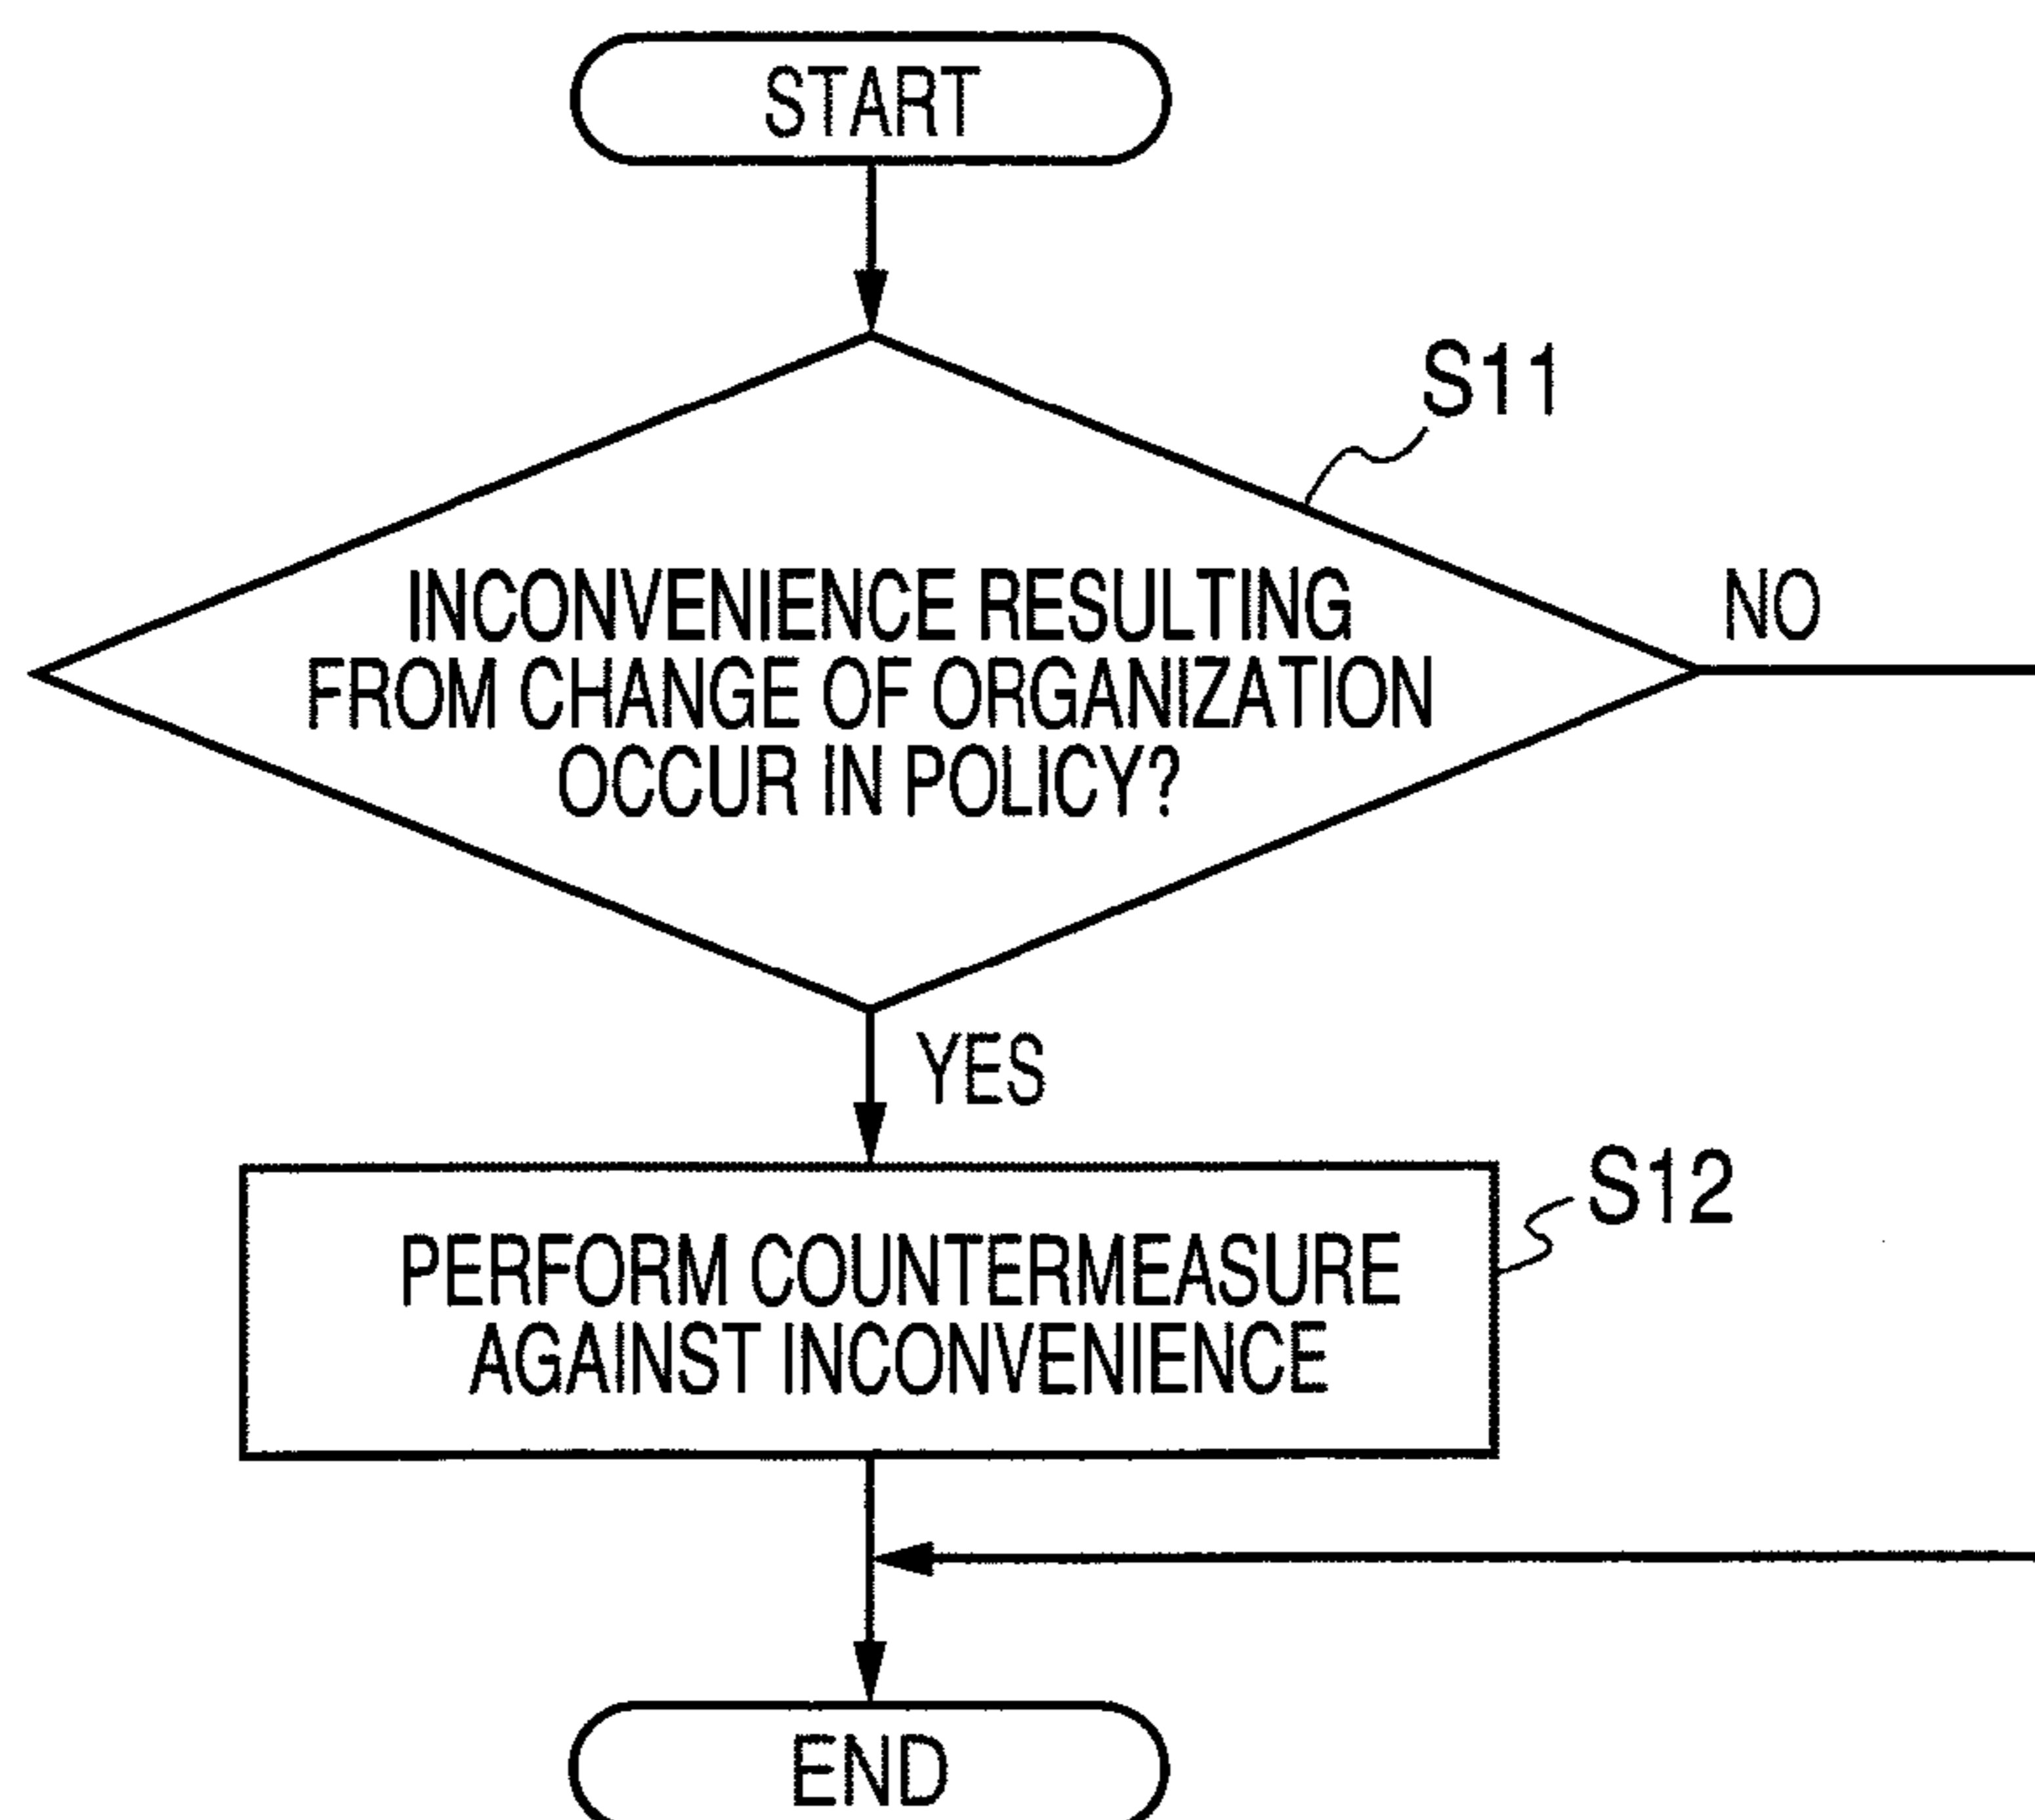 START
S11
INCONVENIENCE RESULTING
FROM CHANGE OF ORGANIZATION
OCCUR IN POLICY?
NO
YES
S12
PERFORM COUNTERMEASURE
AGAINST INCONVENIENCE
END